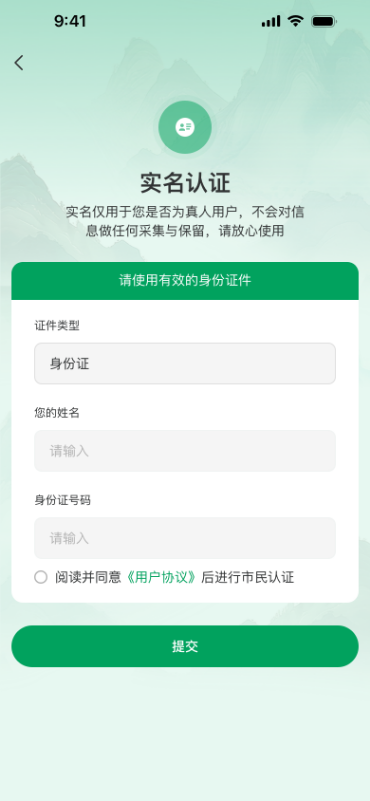 9:41
实名认证
实名仅用于您是否为真人用户，不会对信
息做任何采集与保留，请放心使用
请使用有效的身份证件
证件类型
身份证
您的姓名
请输入
身份证号码
请输入
阅读并同意《用户协议》后进行市民认证
提交